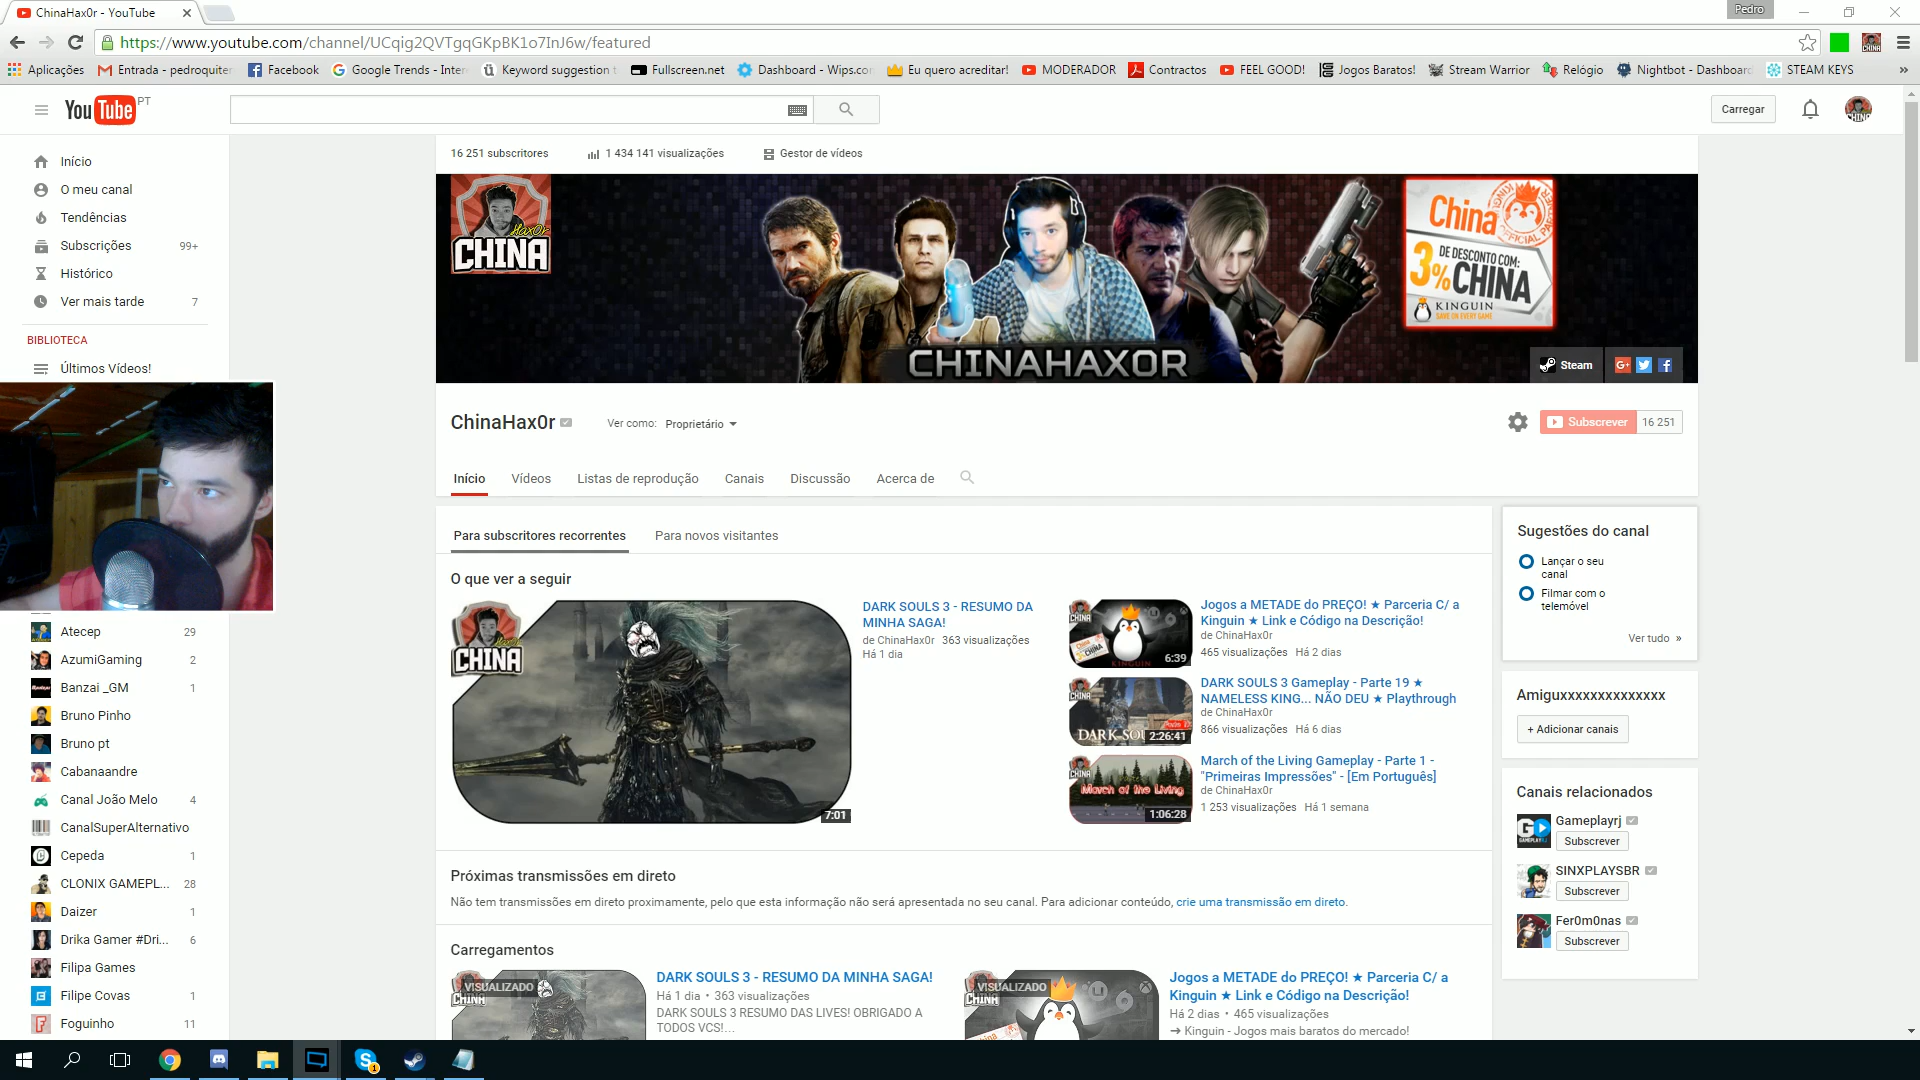 ChinaHax0r - YouTube
Pedro
https://www.youtube.com/channel/UCqig2QVTgqGKpBK1o7InJ6w/featured
Aplicações
Entrada - pedroquiter
Facebook
Google Trends - Inter
Keyword suggestion
Fullscreen.net
Dashboard - Wips.co
Eu quero acreditar!
MODERADOR
Contractos
FEEL GOOD!
Jogos Baratos!
Stream Warrior
Relógio
Nightbot - Dashboard
STEAM KEYS
»
YouTube PT
Carregar
Início
O meu canal
Tendências
Subscrições 99+
Histórico
Ver mais tarde 7
BIBLIOTECA
Últimos Vídeos!
Atecep 29
AzumiGaming 2
Banzai _GM 1
Bruno Pinho
Bruno pt
Cabanaandre
Canal João Melo 4
CanalSuperAlternativo
Cepeda 1
CLONIX GAMEPL... 28
Daizer 1
Drika Gamer #Dri... 6
Filipa Games
Filipe Covas 1
Foguinho 11
16 251 subscritores
1 434 141 visualizações
Gestor de vídeos
Hax0r
CHINA
CHINAHAXOR
China
DE DESCONTO COM:
3% CHINA
KINGUIN
SAVE ON EVERY GAME
Steam
ChinaHax0r
Ver como: Proprietário
Subscrever 16 251
Início
Vídeos
Listas de reprodução
Canais
Discussão
Acerca de
Para subscritores recorrentes
Para novos visitantes
O que ver a seguir
CHINA
7:01
DARK SOULS 3 - RESUMO DA
MINHA SAGA!
de ChinaHax0r 363 visualizações
Há 1 dia
KINGUIN
6:39
Jogos a METADE do PREÇO! ★ Parceria C/ a
Kinguin ★ Link e Código na Descrição!
de ChinaHax0r
465 visualizações Há 2 dias
DARK SOU
2:26:41
DARK SOULS 3 Gameplay - Parte 19 ★
NAMELESS KING... NÃO DEU ★ Playthrough
de ChinaHax0r
866 visualizações Há 6 dias
March of the Living
1:06:28
March of the Living Gameplay - Parte 1 -
"Primeiras Impressões" - [Em Português]
de ChinaHax0r
1 253 visualizações Há 1 semana
Próximas transmissões em direto
Não tem transmissões em direto proximamente, pelo que esta informação não será apresentada no seu canal. Para adicionar conteúdo, crie uma transmissão em direto.
Carregamentos
VISUALIZADO
DARK SOULS 3 - RESUMO DA MINHA SAGA!
Há 1 dia • 363 visualizações
DARK SOULS 3 RESUMO DAS LIVES! OBRIGADO A
TODOS VCS!...
VISUALIZADO
Jogos a METADE do PREÇO! ★ Parceria C/ a
Kinguin ★ Link e Código na Descrição!
Há 2 dias • 465 visualizações
➔ Kinguin - Jogos mais baratos do mercado!
Sugestões do canal
Lançar o seu
canal
Filmar com o
telemóvel
Ver tudo »
Amiguxxxxxxxxxxxxxx
+ Adicionar canais
Canais relacionados
Gameplayrj
Subscrever
SINXPLAYSBR
Subscrever
Fer0m0nas
Subscrever